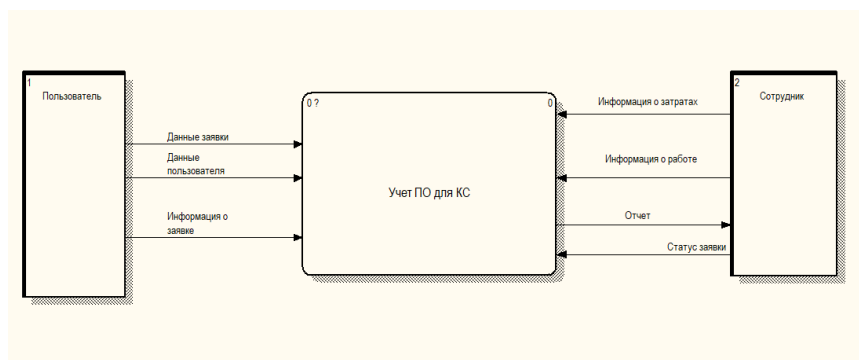 1
Пользователь
Данные заявки
Данные
пользователя
Информация о
заявке
0 ?
0
Учет ПО для КС
Информация о затратах
Информация о работе
Отчет
Статус заявки
2
Сотрудник